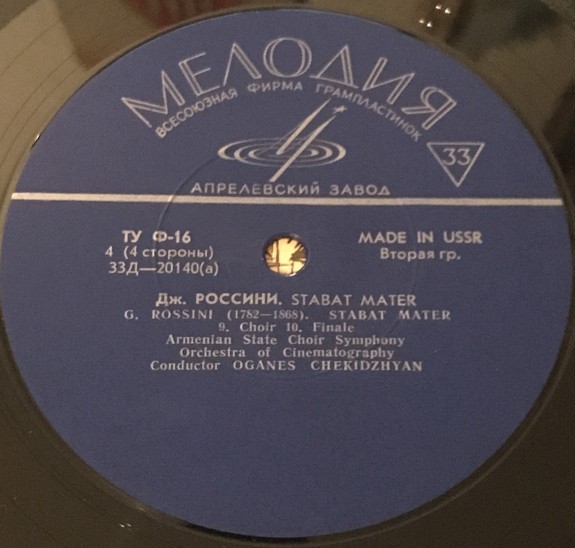 МЕЛОДИЯ
ВСЕСОЮЗНАЯ ФИРМА ГРАМПЛАСТИНОК
33
АПРЕЛЕВСКИЙ ЗАВОД
ТУ Ф-16
4 (4 стороны)
33Д—20140(а)
MADE IN USSR
Вторая гр.
Дж. РОССИНИ. STABAT MATER
G. ROSSINI (1782—1868). STABAT MATER
9. Choir 10. Finale
Armenian State Choir Symphony
Orchestra of Cinematography
Conductor OGANES CHEKIDZHYAN